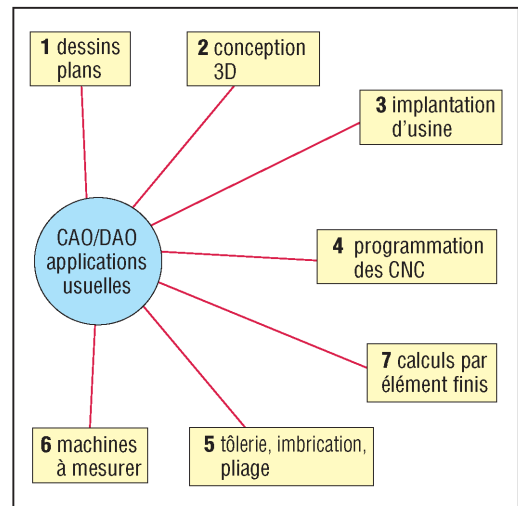 1 dessins
plans
2 conception
3D
3 implantation
d'usine
CAO/DAO
applications
usuelles
4 programmation
des CNC
7 calculs par
élément finis
6 machines
à mesurer
5 tôlerie, imbrication,
pliage